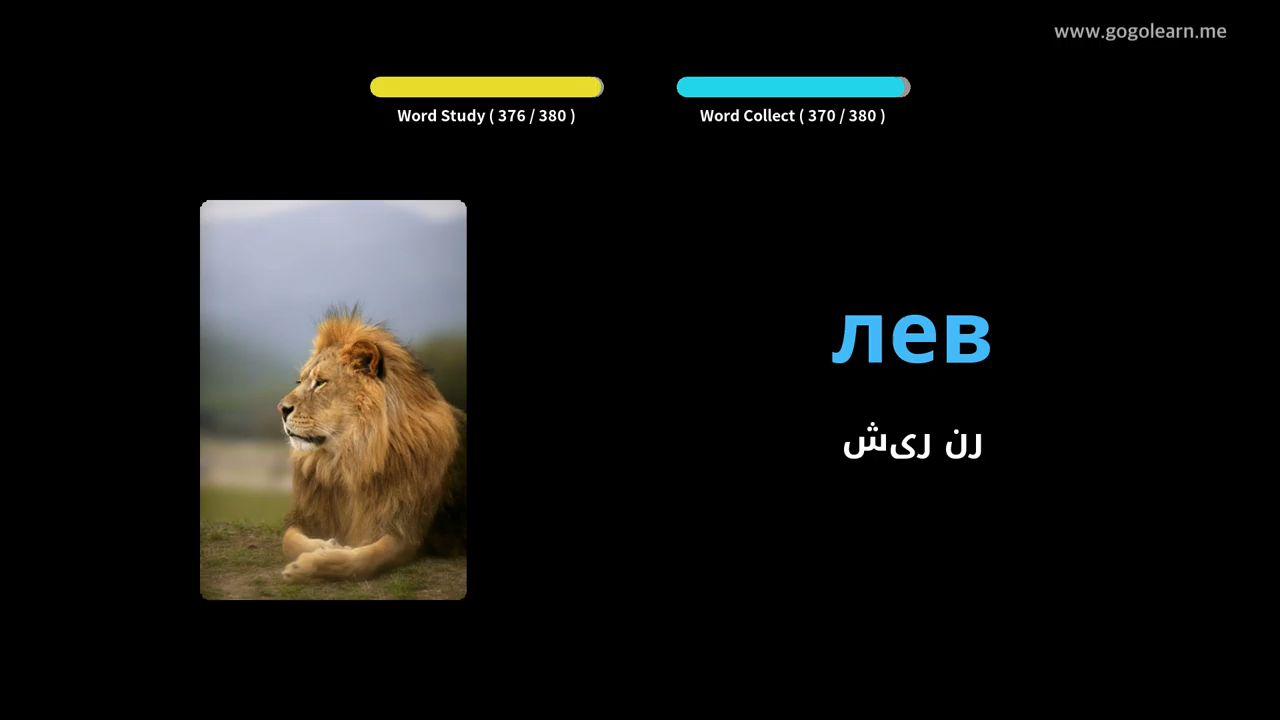 www.gogolearn.me
Word Study ( 376 / 380 )
Word Collect ( 370 / 380 )
лев
رن ریش